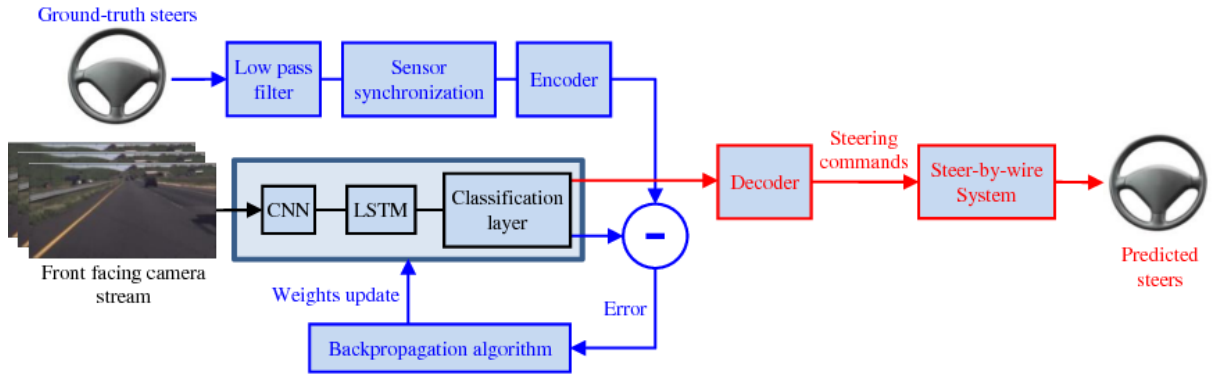 Ground-truth steers
Low pass
filter
Sensor
synchronization
Encoder
CNN
LSTM
Classification
layer
Decoder
Steering
commands
Steer-by-wire
System
Predicted
steers
Front facing camera
stream
Weights update
Error
Backpropagation algorithm
-